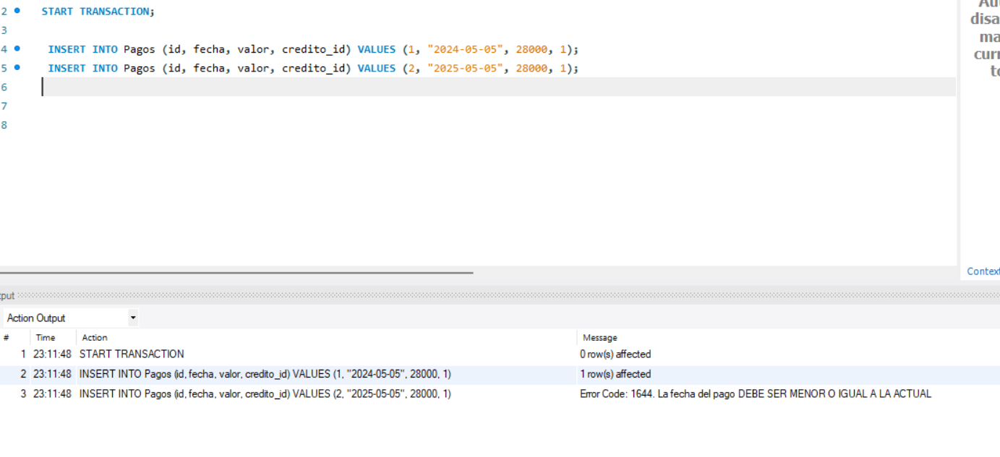 2 START TRANSACTION;
3
4 INSERT INTO Pagos (id, fecha, valor, credito_id) VALUES (1, "2024-05-05", 28000, 1);
5 INSERT INTO Pagos (id, fecha, valor, credito_id) VALUES (2, "2025-05-05", 28000, 1);
6
7
8
disa
ma
curr
Context
Action Output
# Time Action Message
1 23:11:48 START TRANSACTION 0 row(s) affected
2 23:11:48 INSERT INTO Pagos (id, fecha, valor, credito_id) VALUES (1, "2024-05-05", 28000, 1) 1 row(s) affected
3 23:11:48 INSERT INTO Pagos (id, fecha, valor, credito_id) VALUES (2, "2025-05-05", 28000, 1) Error Code: 1644. La fecha del pago DEBE SER MENOR O IGUAL A LA ACTUAL